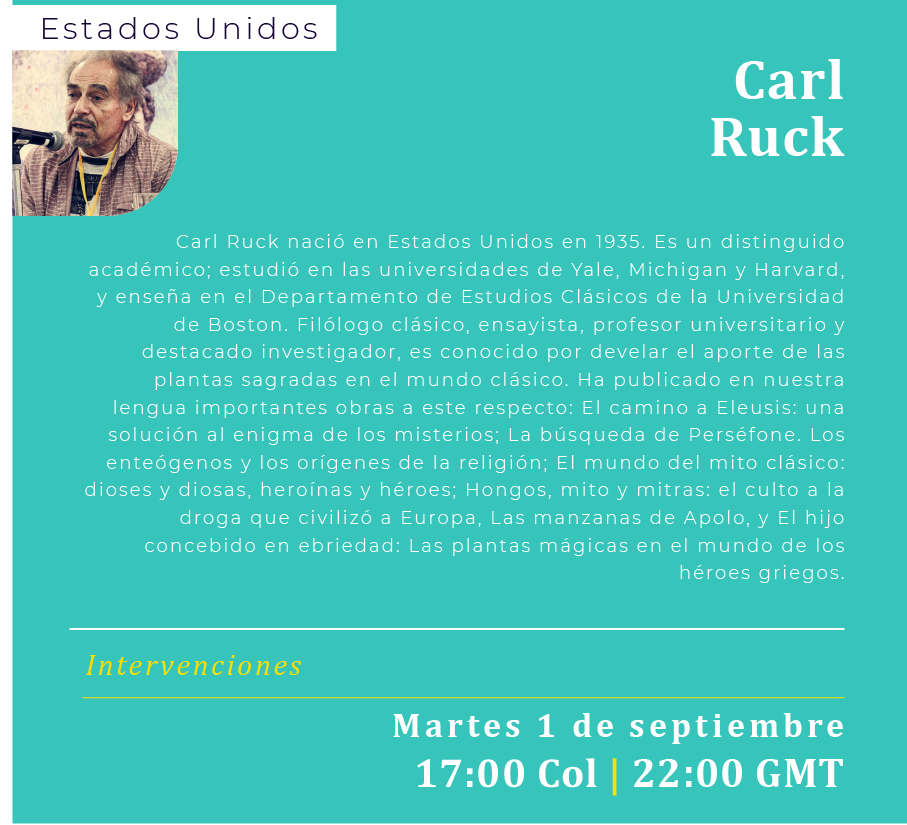 Estados Unidos
Carl
Ruck
Carl Ruck nació en Estados Unidos en 1935. Es un distinguido
académico; estudió en las universidades de Yale, Michigan y Harvard,
y enseña en el Departamento de Estudios Clásicos de la Universidad
de Boston. Filólogo clásico, ensayista, profesor universitario y
destacado investigador, es conocido por develar el aporte de las
plantas sagradas en el mundo clásico. Ha publicado en nuestra
lengua importantes obras a este respecto: El camino a Eleusis: una
solución al enigma de los misterios; La búsqueda de Perséfone. Los
enteógenos y los orígenes de la religión; El mundo del mito clásico:
dioses y diosas, heroínas y héroes; Hongos, mito y mitras: el culto a la
droga que civilizó a Europa, Las manzanas de Apolo, y El hijo
concebido en ebriedad: Las plantas mágicas en el mundo de los
héroes griegos.
Intervenciones
Martes 1 de septiembre
17:00 Col | 22:00 GMT